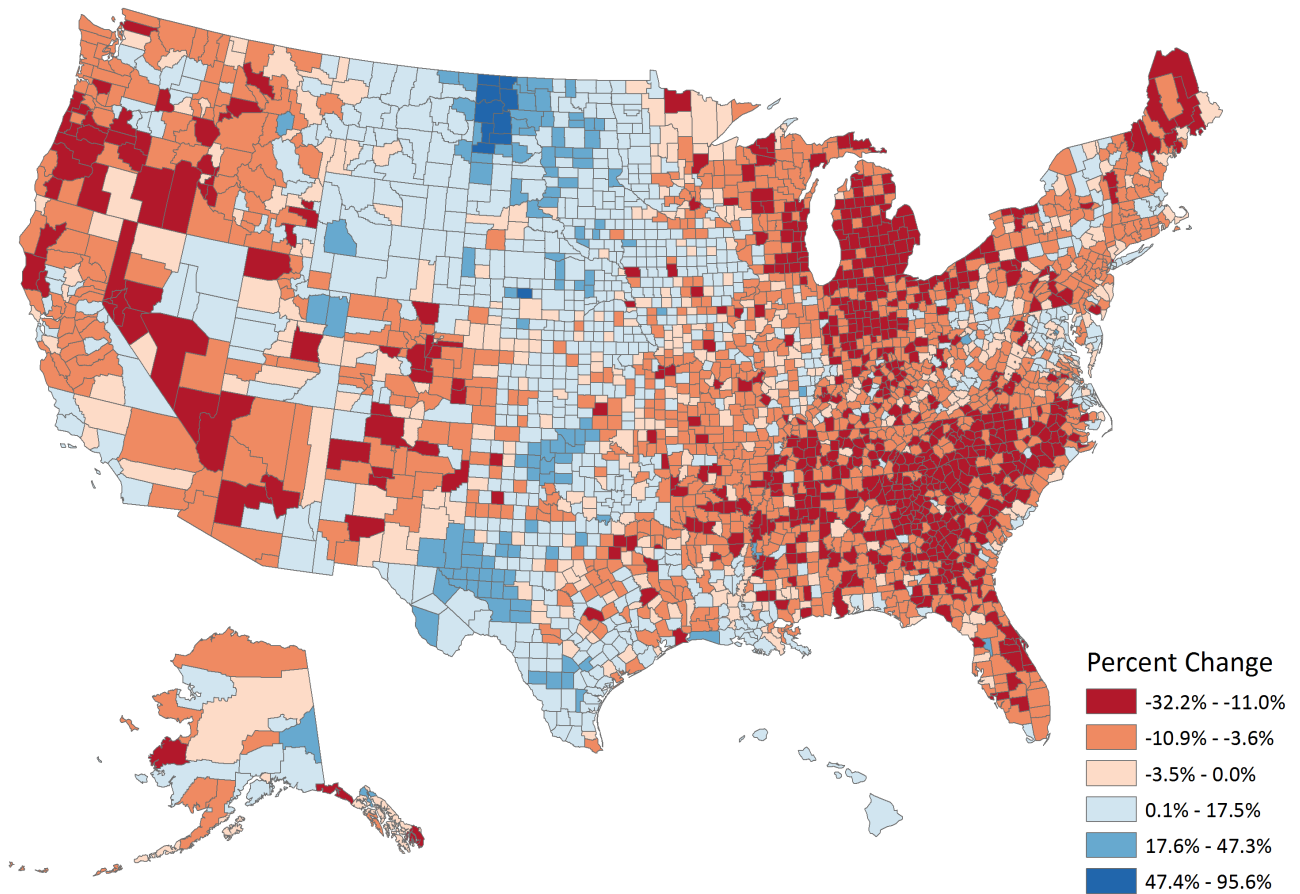 Percent Change
-32.2% - -11.0%
-10.9% - -3.6%
-3.5% - 0.0%
0.1% - 17.5%
17.6% - 47.3%
47.4% - 95.6%